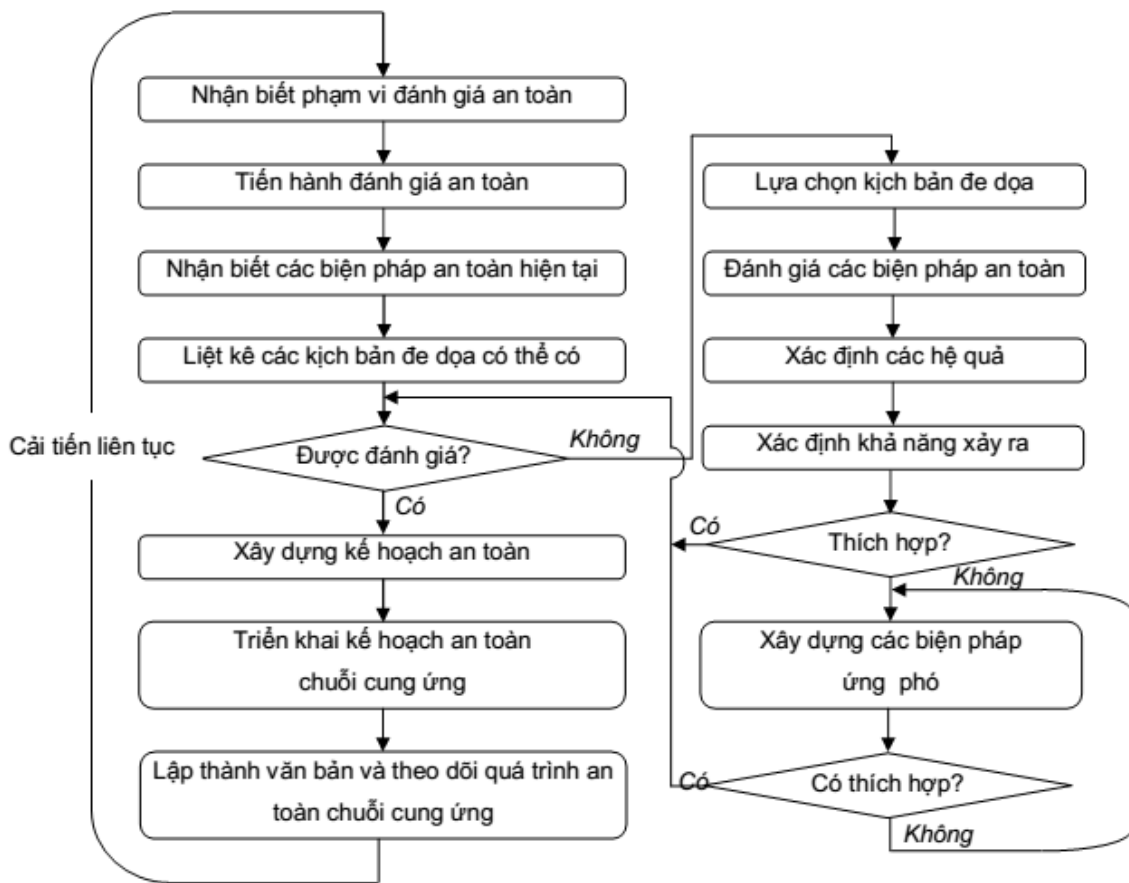 Nhận biết phạm vi đánh giá an toàn
Tiến hành đánh giá an toàn
Nhận biết các biện pháp an toàn hiện tại
Liệt kê các kịch bản đe dọa có thể có
Cải tiến liên tục
Được đánh giá?
Không
Có
Xây dựng kế hoạch an toàn
Triển khai kế hoạch an toàn
chuỗi cung ứng
Lập thành văn bản và theo dõi quá trình an
toàn chuỗi cung ứng
Lựa chọn kịch bản đe dọa
Đánh giá các biện pháp an toàn
Xác định các hệ quả
Xác định khả năng xảy ra
Có
Thích hợp?
Không
Xây dựng các biện pháp
ứng phó
Có
Có thích hợp?
Không